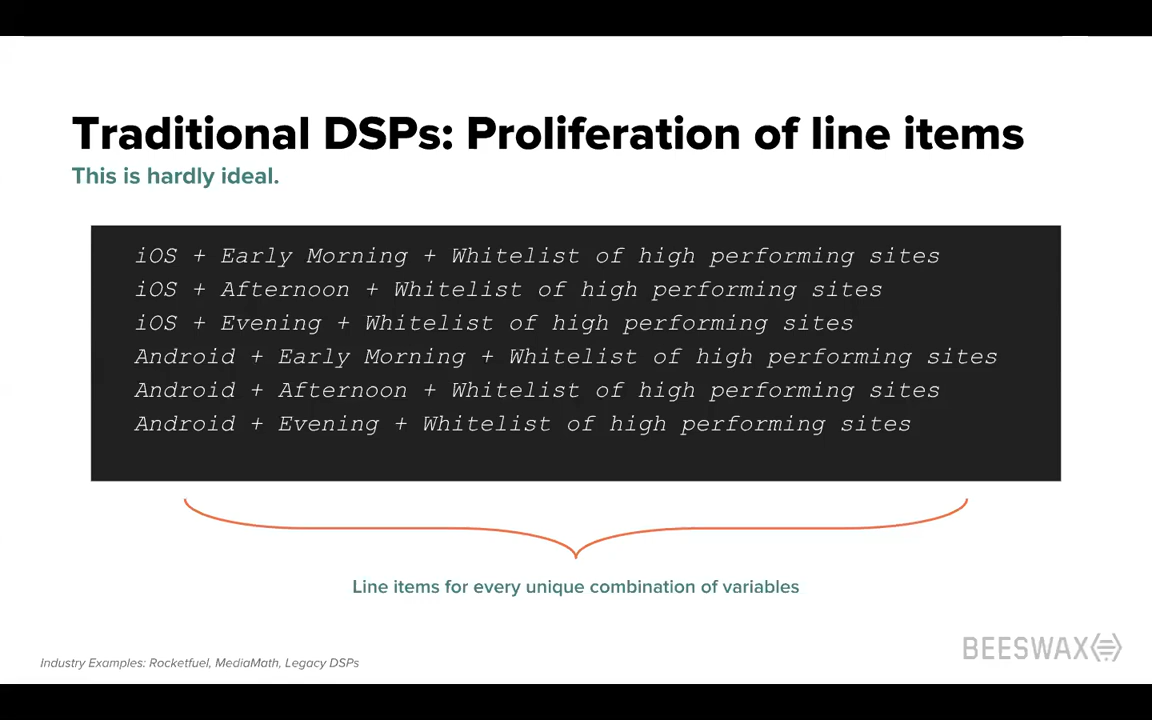 Traditional DSPs: Proliferation of line items
This is hardly ideal.
iOS + Early Morning + Whitelist of high performing sites
iOS + Afternoon + Whitelist of high performing sites
iOS + Evening + Whitelist of high performing sites
Android + Early Morning + Whitelist of high performing sites
Android + Afternoon + Whitelist of high performing sites
Android + Evening + Whitelist of high performing sites
Line items for every unique combination of variables
Industry Examples: Rocketfuel, MediaMath, Legacy DSPs
BEESWAX